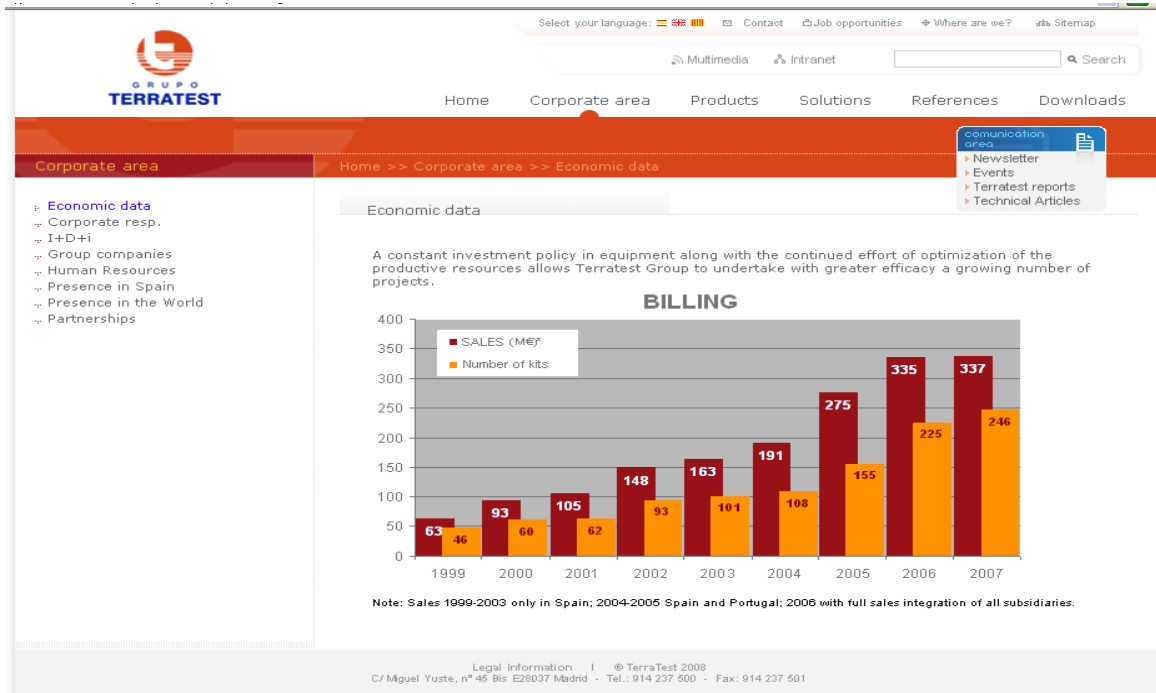 Select your language: Contact Job opportunities Where are we? Sitemap
Multimedia Intranet Search
GRUPO
TERRATEST
Home Corporate area Products Solutions References Downloads
comunication
area
Newsletter
Events
Terratest reports
Technical Articles
Corporate area
Home >> Corporate area >> Economic data
Economic data
Corporate resp.
I+D+i
Group companies
Human Resources
Presence in Spain
Presence in the World
Partnerships
Economic data
A constant investment policy in equipment along with the continued effort of optimization of the
productive resources allows Terratest Group to undertake with greater efficacy a growing number of
projects.
BILLING
SALES (M€)*
Number of kits
400
350
300
250
200
150
100
50
0
63 46
93 60
105 62
148 93
163 101
191 108
275 155
335 225
337 246
1999 2000 2001 2002 2003 2004 2005 2006 2007
Note: Sales 1999-2003 only in Spain; 2004-2005 Spain and Portugal; 2006 with full sales integration of all subsidiaries.
Legal Information | © TerraTest 2008
C/ Miguel Yuste, nº 45 Bis E28037 Madrid - Tel.: 914 237 500 - Fax: 914 237 501